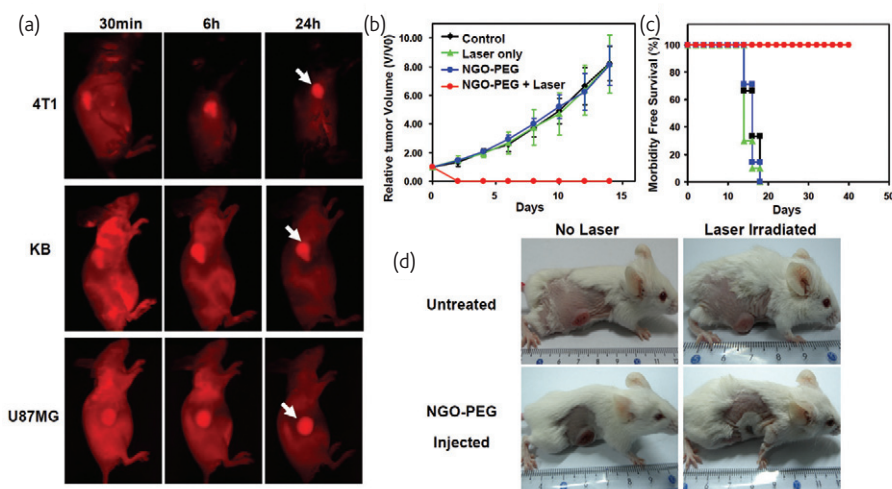 (a)
30min 6h 24h
4T1
KB
U87MG
(b)
Relative tumor Volume (V/V0)
10.00
8.00
6.00
4.00
2.00
0.00
Control
Laser only
NGO-PEG
NGO-PEG + Laser
0 5 10 15
Days
(c)
Morbidity Free Survival (%)
120
100
80
60
40
20
0
0 10 20 30 40 50
Days
(d)
No Laser Laser Irradiated
Untreated
NGO-PEG
Injected